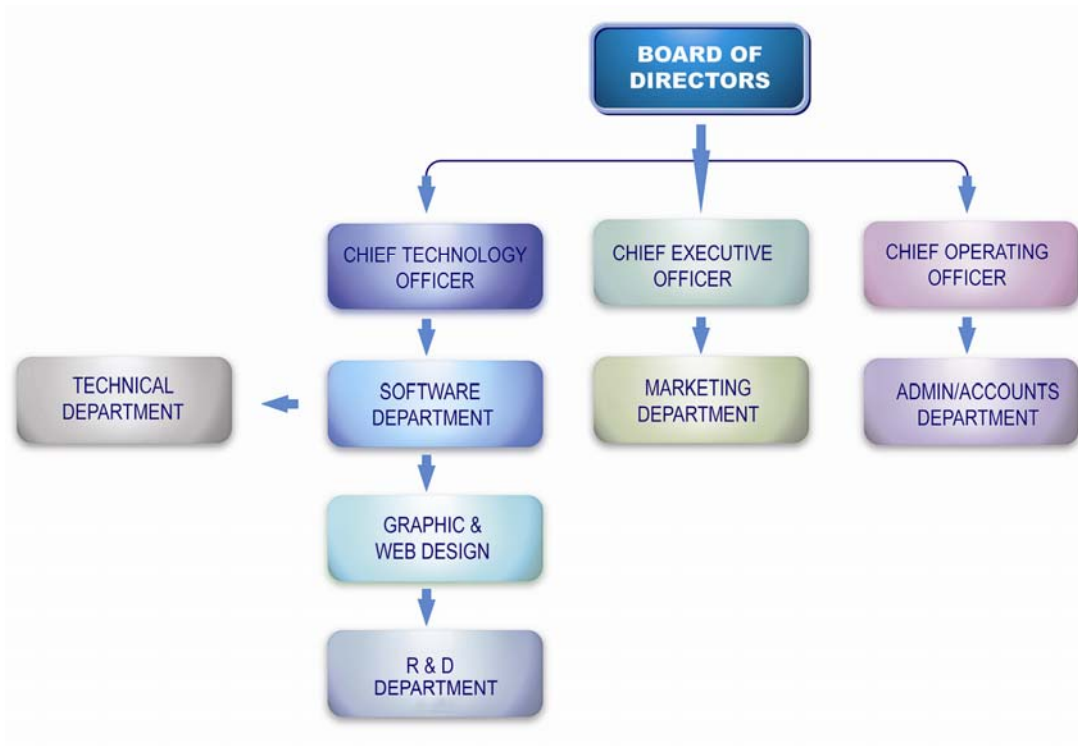 BOARD OF
DIRECTORS
CHIEF TECHNOLOGY
OFFICER
CHIEF EXECUTIVE
OFFICER
CHIEF OPERATING
OFFICER
TECHNICAL
DEPARTMENT
SOFTWARE
DEPARTMENT
MARKETING
DEPARTMENT
ADMIN/ACCOUNTS
DEPARTMENT
GRAPHIC &
WEB DESIGN
R & D
DEPARTMENT